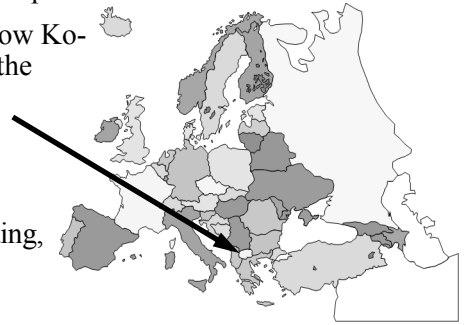 ow Ko-
the
ing,